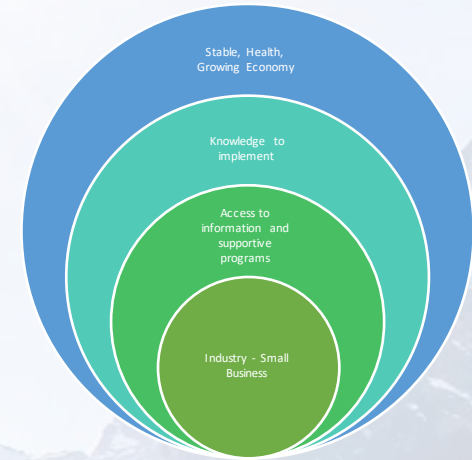 Stable, Health,
Growing Economy
Knowledge to
implement
Access to
information and
supportive
programs
Industry - Small
Business